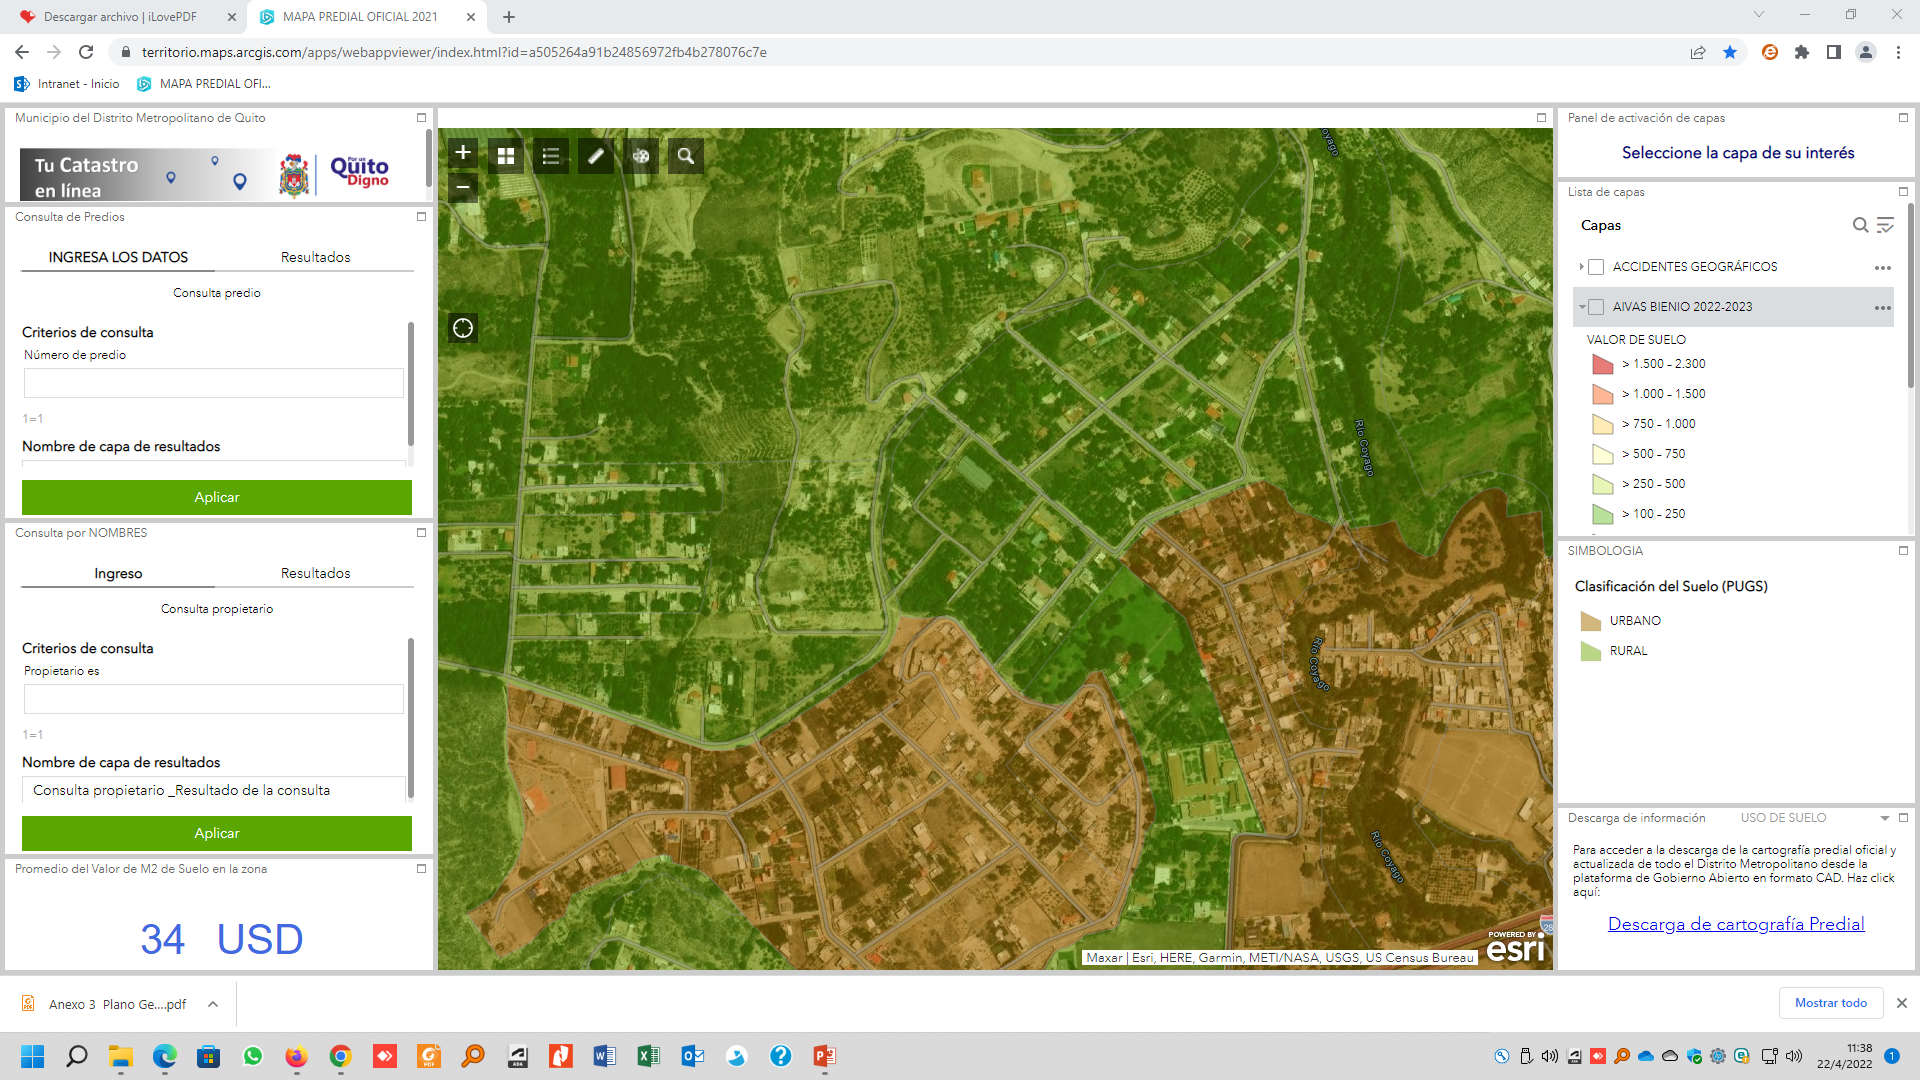 Descargar archivo | iLovePDF
MAPA PREDIAL OFICIAL 2021
territorio.maps.arcgis.com/apps/webappviewer/index.html?id=a505264a91b24856972fb4b278076c7e
Intranet - Inicio
MAPA PREDIAL OFI...
Municipio del Distrito Metropolitano de Quito
Tu Catastro
en línea
Por un
Quito
Digno
Consulta de Predios
INGRESA LOS DATOS
Resultados
Consulta predio
Criterios de consulta
Número de predio
1=1
Nombre de capa de resultados
Aplicar
Consulta por NOMBRES
Ingreso
Resultados
Consulta propietario
Criterios de consulta
Propietario es
1=1
Nombre de capa de resultados
Consulta propietario _Resultado de la consulta
Aplicar
Promedio del Valor de M2 de Suelo en la zona
34 USD
Río Coyago
Río Coyago
Río Coyago
28
Maxar | Esri, HERE, Garmin, METI/NASA, USGS, US Census Bureau
POWERED BY
esri
Panel de activación de capas
Seleccione la capa de su interés
Lista de capas
Capas
ACCIDENTES GEOGRÁFICOS
AIVAS BIENIO 2022-2023
VALOR DE SUELO
> 1.500 - 2.300
> 1.000 - 1.500
> 750 - 1.000
> 500 - 750
> 250 - 500
> 100 - 250
SIMBOLOGIA
Clasificación del Suelo (PUGS)
URBANO
RURAL
Descarga de información
USO DE SUELO
Para acceder a la descarga de la cartografía predial oficial y
actualizada de todo el Distrito Metropolitano desde la
plataforma de Gobierno Abierto en formato CAD. Haz click
aquí:
Descarga de cartografía Predial
Anexo 3 Plano Ge....pdf
Mostrar todo
11:38
22/4/2022
1